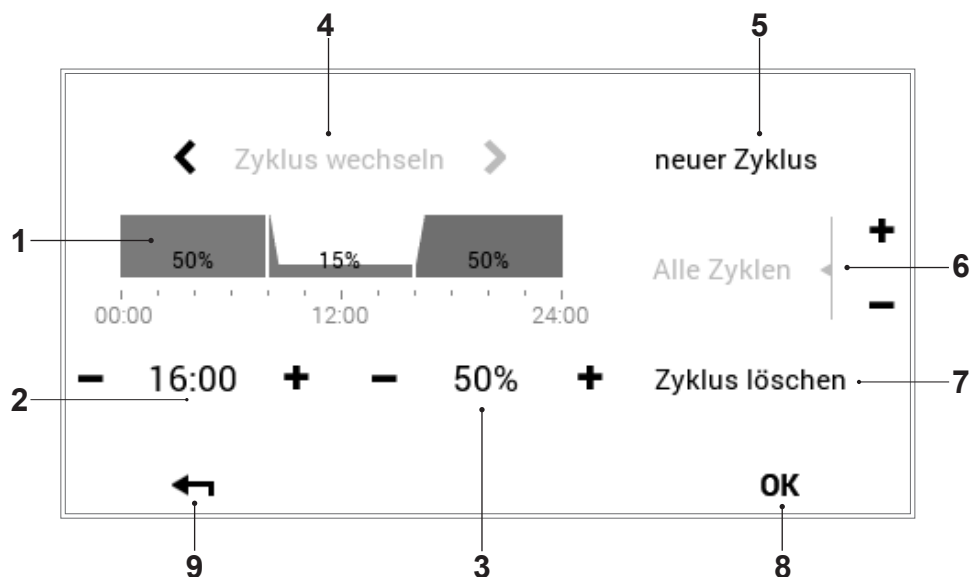 4 5
Zyklus wechseln neuer Zyklus
1 50% 15% 50% Alle Zyklen + 6
00:00 12:00 24:00 −
− 16:00 + − 50% + Zyklus löschen 7
2
OK
9 3 8